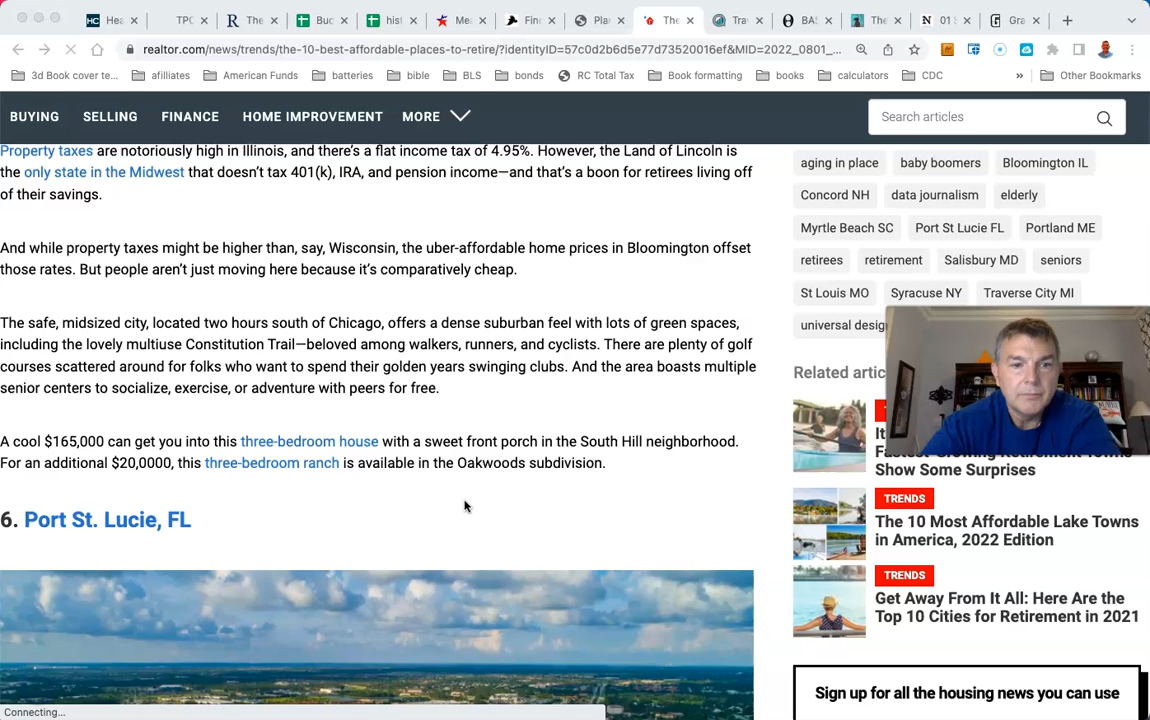 Hea
TPC
The
Buc
hist
Mea
Finc
Plac
The
Trav
BAS
The
01
Gra
realtor.com/news/trends/the-10-best-affordable-places-to-retire/?identityID=57c0d2b6d5e77d73520016ef&MID=2022_0801_...
3d Book cover te...
afilliates
American Funds
batteries
bible
BLS
bonds
RC Total Tax
Book formatting
books
calculators
CDC
»
Other Bookmarks
BUYING
SELLING
FINANCE
HOME IMPROVEMENT
MORE
Search articles
Property taxes are notoriously high in Illinois, and there's a flat income tax of 4.95%. However, the Land of Lincoln is
the only state in the Midwest that doesn't tax 401(k), IRA, and pension income—and that's a boon for retirees living off
of their savings.
And while property taxes might be higher than, say, Wisconsin, the uber-affordable home prices in Bloomington offset
those rates. But people aren't just moving here because it's comparatively cheap.
The safe, midsized city, located two hours south of Chicago, offers a dense suburban feel with lots of green spaces,
including the lovely multiuse Constitution Trail—beloved among walkers, runners, and cyclists. There are plenty of golf
courses scattered around for folks who want to spend their golden years swinging clubs. And the area boasts multiple
senior centers to socialize, exercise, or adventure with peers for free.
A cool $165,000 can get you into this three-bedroom house with a sweet front porch in the South Hill neighborhood.
For an additional $20,0000, this three-bedroom ranch is available in the Oakwoods subdivision.
6. Port St. Lucie, FL
aging in place
baby boomers
Bloomington IL
Concord NH
data journalism
elderly
Myrtle Beach SC
Port St Lucie FL
Portland ME
retirees
retirement
Salisbury MD
seniors
St Louis MO
Syracuse NY
Traverse City MI
universal desig
Related artic
T
It
Fastest-Growing Retirement Towns
Show Some Surprises
TRENDS
The 10 Most Affordable Lake Towns
in America, 2022 Edition
TRENDS
Get Away From It All: Here Are the
Top 10 Cities for Retirement in 2021
Sign up for all the housing news you can use
Connecting...